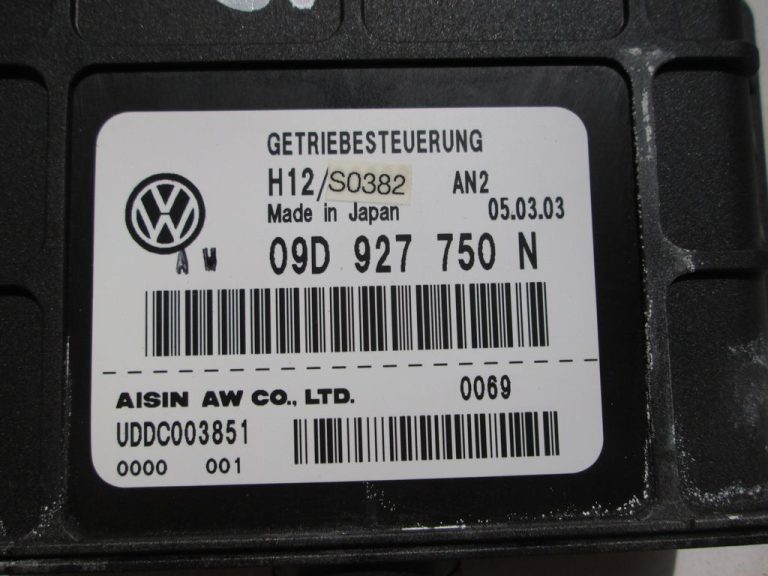 GETRIEBESTEUERUNG
H12/S0382 AN2
Made in Japan 05.03.03
VW
A W
09D 927 750 N
AISIN AW CO., LTD. 0069
UDDC003851
0000 001